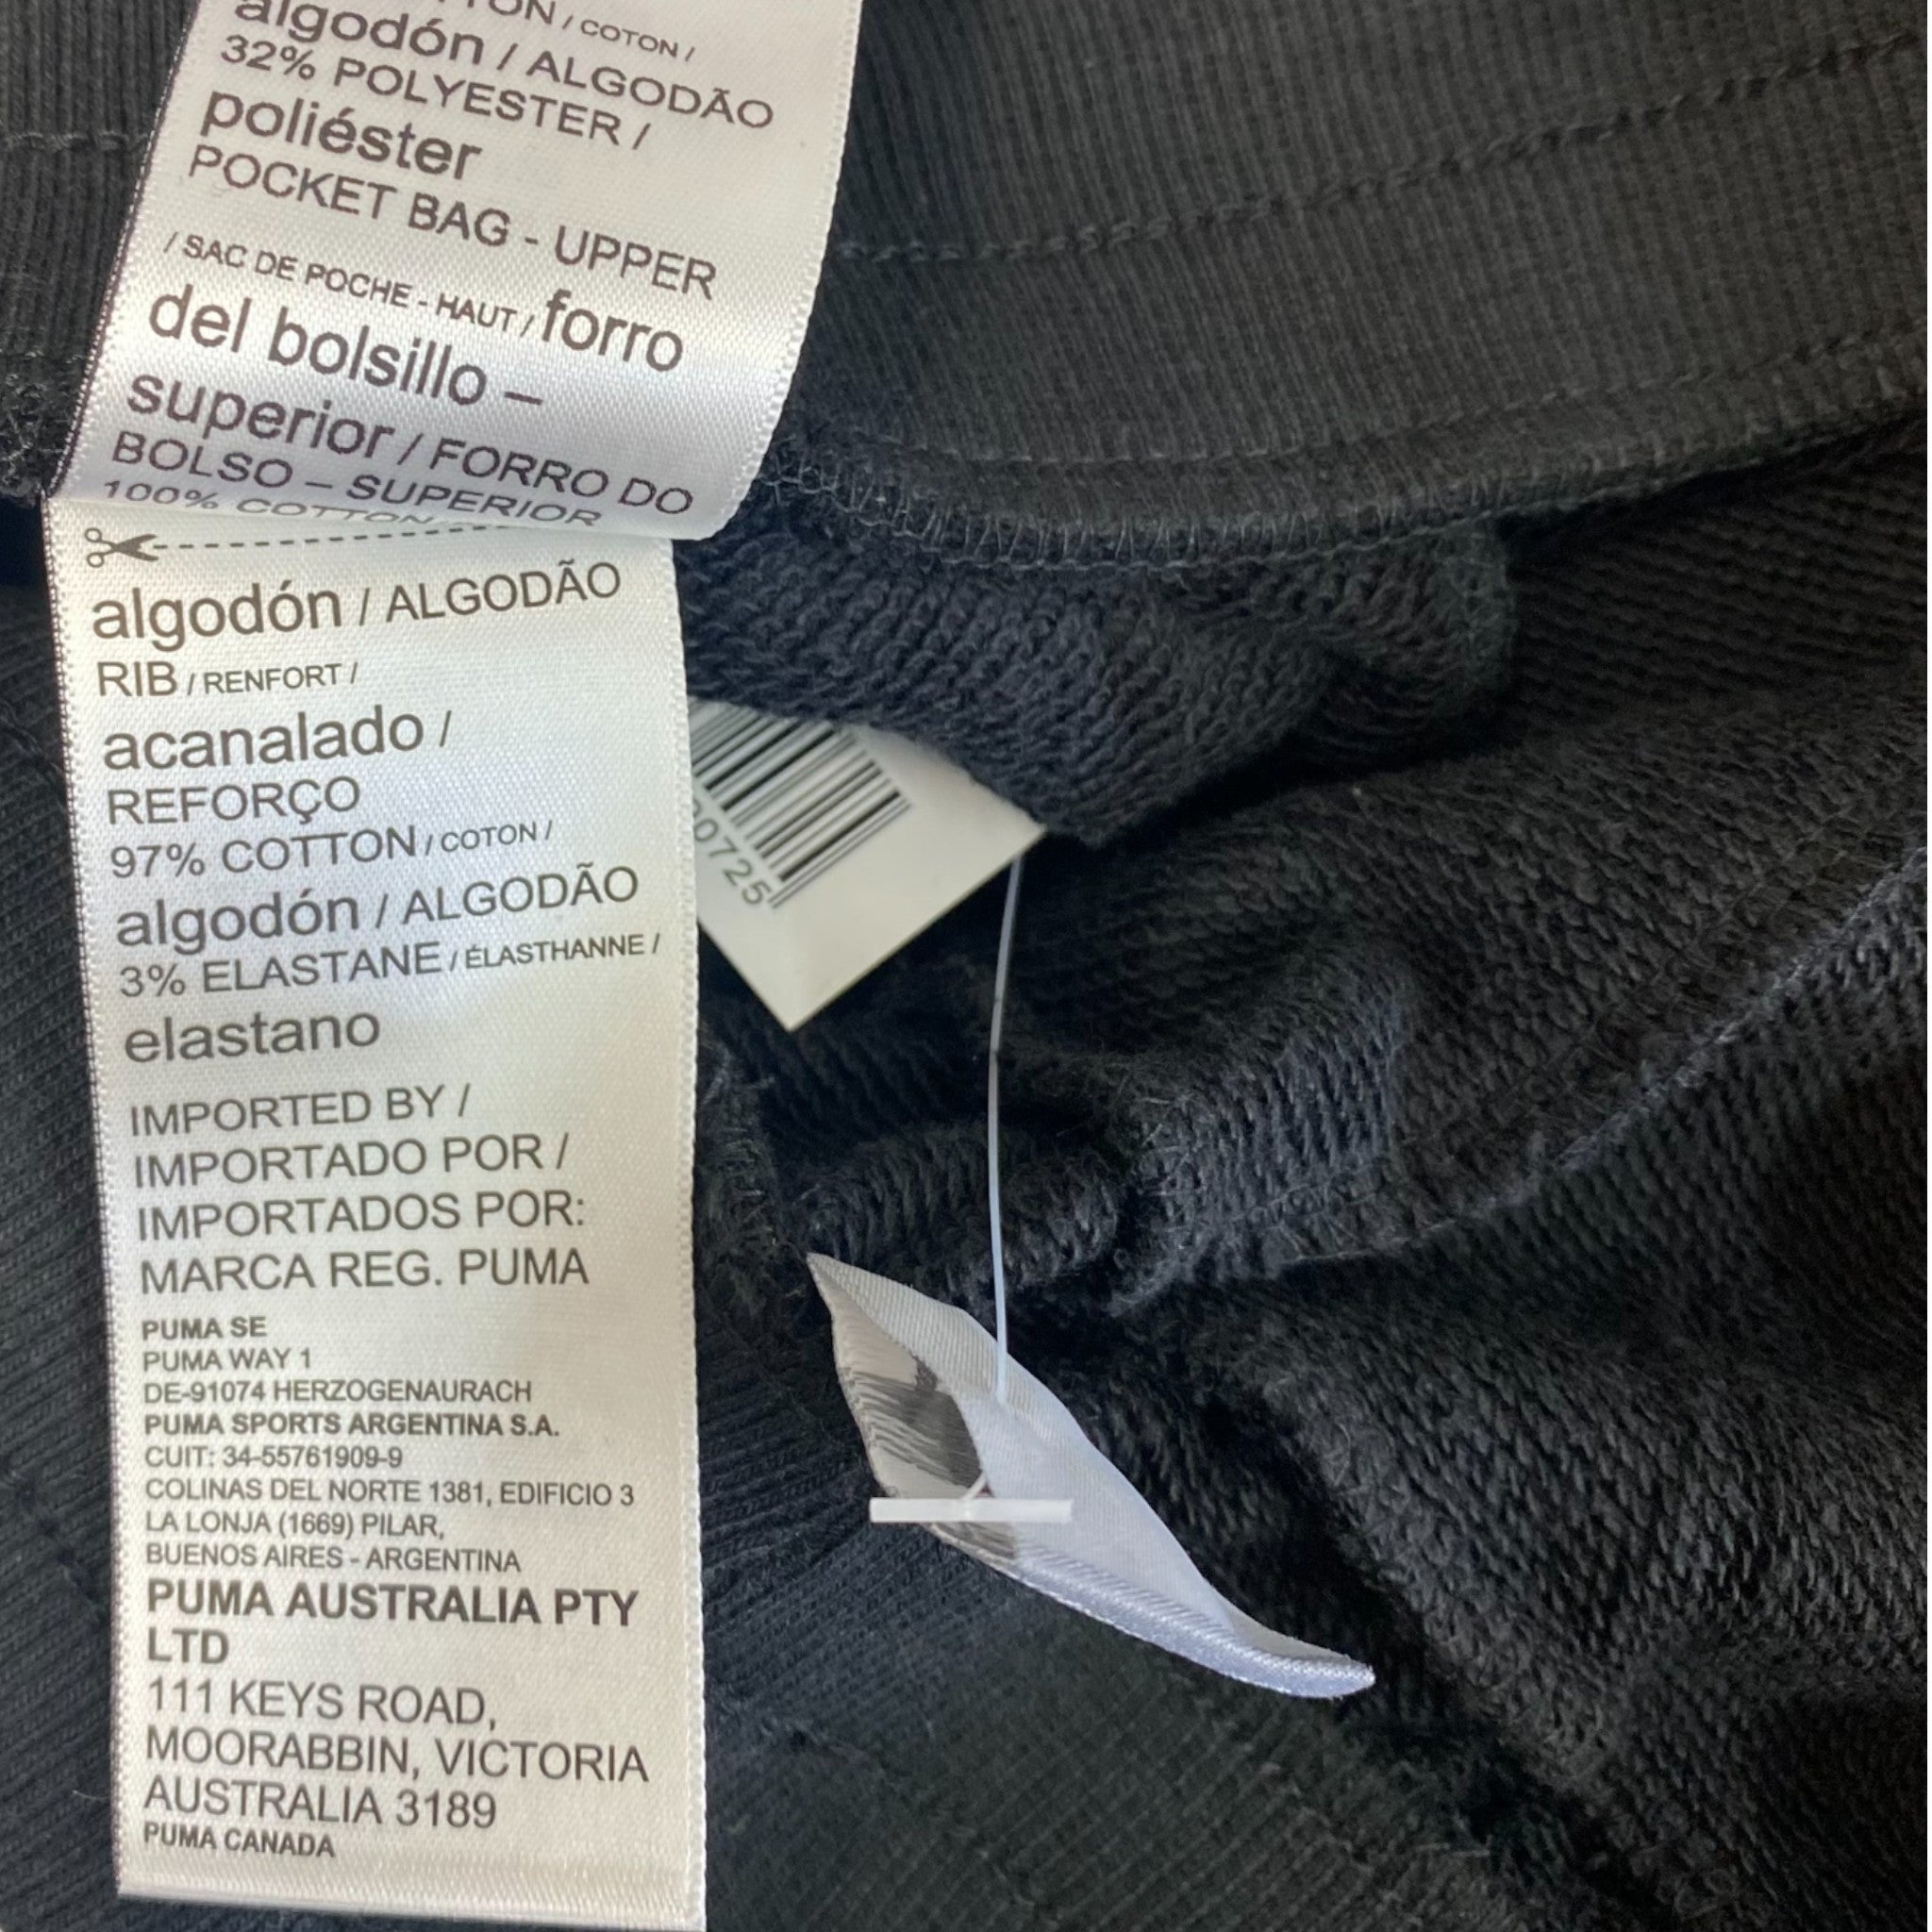 / COTON /
algodón / ALGODÃO
32% POLYESTER /
poliéster
POCKET BAG - UPPER
/ SAC DE POCHE - HAUT / forro
del bolsillo –
superior / FORRO DO
BOLSO – SUPERIOR
100% COTTON /
algodón / ALGODÃO
RIB / RENFORT /
acanalado /
REFORÇO
97% COTTON / COTON /
algodón / ALGODÃO
3% ELASTANE / ÉLASTHANNE /
elastano
IMPORTED BY /
IMPORTADO POR /
IMPORTADOS POR:
MARCA REG. PUMA
PUMA SE
PUMA WAY 1
DE-91074 HERZOGENAURACH
PUMA SPORTS ARGENTINA S.A.
CUIT: 34-55761909-9
COLINAS DEL NORTE 1381, EDIFICIO 3
LA LONJA (1669) PILAR,
BUENOS AIRES - ARGENTINA
PUMA AUSTRALIA PTY
LTD
111 KEYS ROAD,
MOORABBIN, VICTORIA
AUSTRALIA 3189
PUMA CANADA
0725